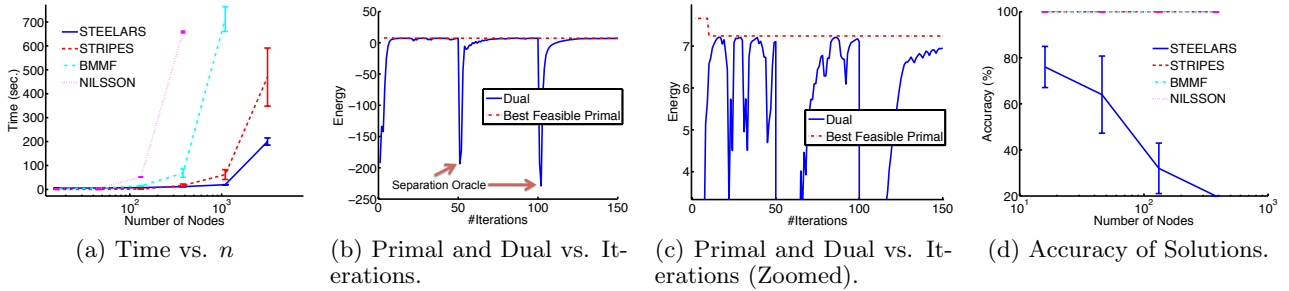 700
600
500
400
300
200
100
0
Time (sec.)
STEELARS
STRIPES
BMMF
NILSSON
10^2
10^3
Number of Nodes
(a) Time vs. n
50
0
−50
−100
−150
−200
−250
Energy
Dual
Best Feasible Primal
Separation Oracle
0
50
100
150
#Iterations
(b) Primal and Dual vs. It-
erations.
7
6
5
4
Energy
Dual
Best Feasible Primal
0
50
100
150
#Iterations
(c) Primal and Dual vs. It-
erations (Zoomed).
100
80
60
40
20
Accuracy (%)
STEELARS
STRIPES
BMMF
NILSSON
10^1
10^2
10^3
Number of Nodes
(d) Accuracy of Solutions.